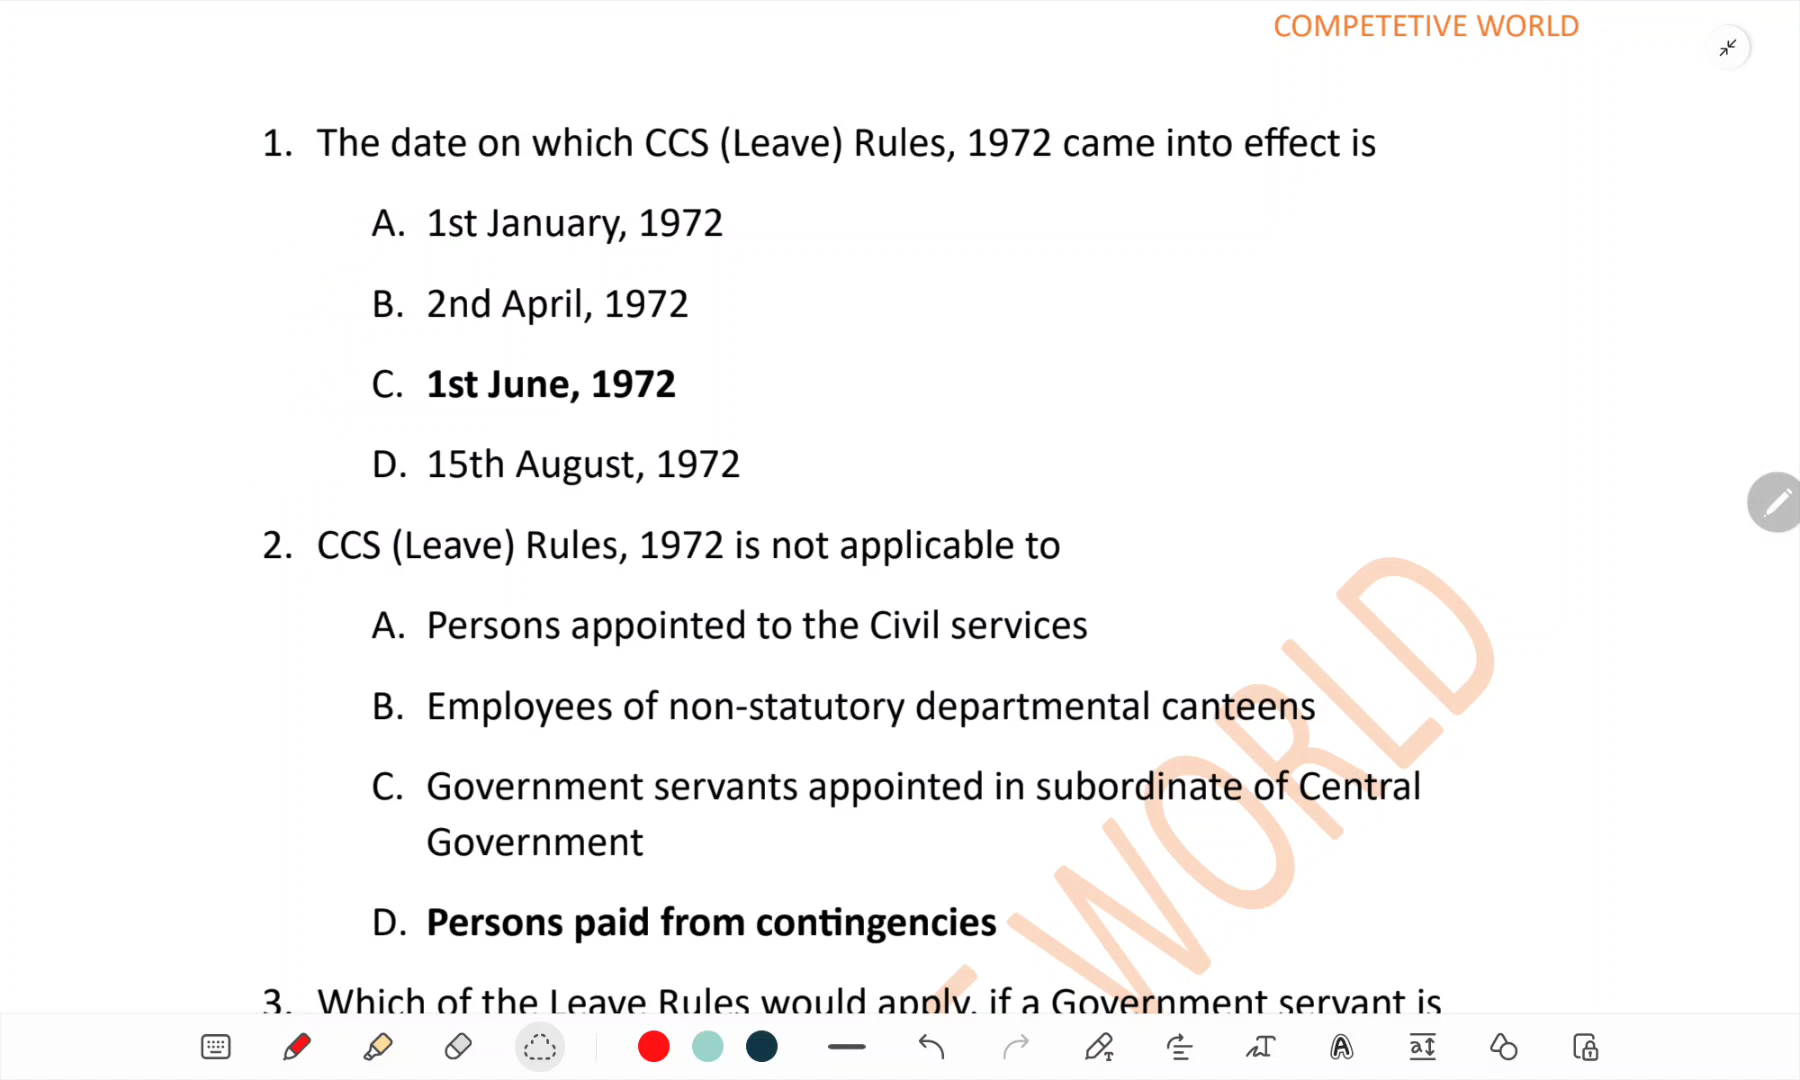 COMPETETIVE WORLD
1. The date on which CCS (Leave) Rules, 1972 came into effect is
A. 1st January, 1972
B. 2nd April, 1972
C. 1st June, 1972
D. 15th August, 1972
2. CCS (Leave) Rules, 1972 is not applicable to
A. Persons appointed to the Civil services
B. Employees of non-statutory departmental canteens
C. Government servants appointed in subordinate of Central
Government
D. Persons paid from contingencies
3. Which of the Leave Rules would apply, if a Government servant is
WORLD